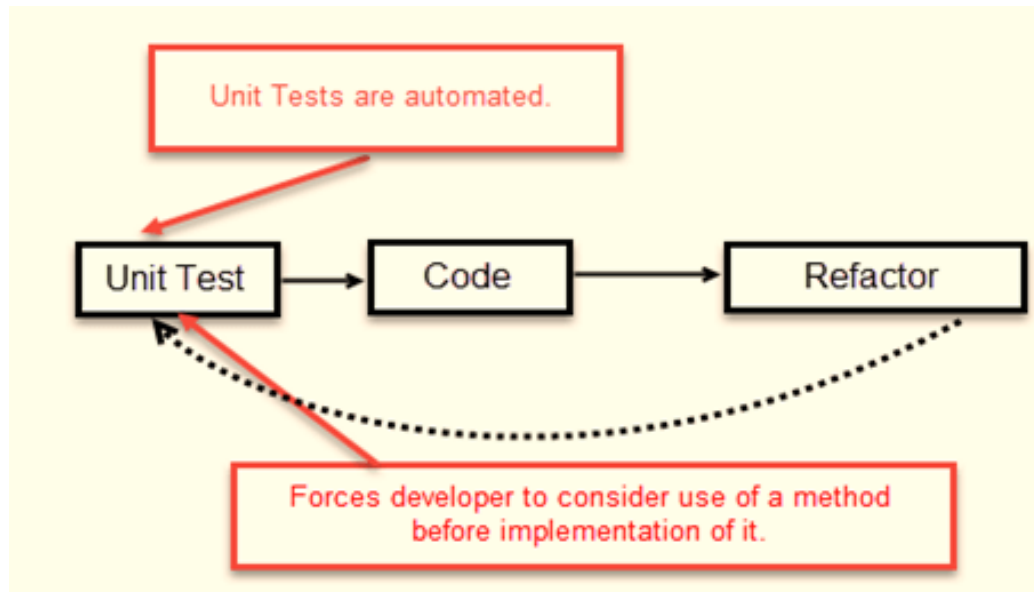 Unit Tests are automated.
Unit Test
Code
Refactor
Forces developer to consider use of a method
before implementation of it.